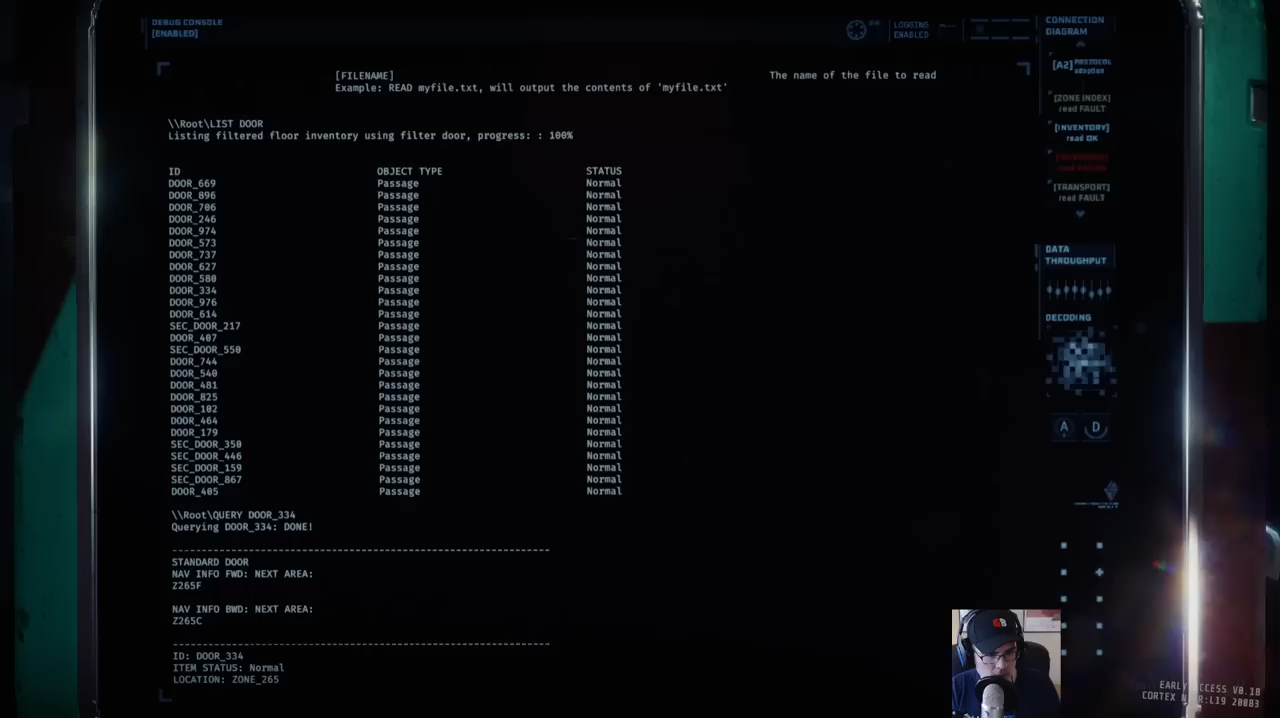 DEBUG CONSOLE
[ENABLED]
LOGGING
ENABLED
CONNECTION
DIAGRAM
[A2] PROTOCOL
adaption
[ZONE INDEX]
read FAULT
[INVENTORY]
read OK
[TRANSPORT]
read FAULT
DATA
THROUGHPUT
DECODING
A D
[FILENAME] The name of the file to read
Example: READ myfile.txt, will output the contents of 'myfile.txt'
\\Root\LIST DOOR
Listing filtered floor inventory using filter door, progress: : 100%
ID OBJECT TYPE STATUS
DOOR_669 Passage Normal
DOOR_896 Passage Normal
DOOR_706 Passage Normal
DOOR_246 Passage Normal
DOOR_974 Passage Normal
DOOR_573 Passage Normal
DOOR_737 Passage Normal
DOOR_627 Passage Normal
DOOR_580 Passage Normal
DOOR_334 Passage Normal
DOOR_976 Passage Normal
DOOR_614 Passage Normal
SEC_DOOR_217 Passage Normal
DOOR_407 Passage Normal
SEC_DOOR_550 Passage Normal
DOOR_744 Passage Normal
DOOR_540 Passage Normal
DOOR_481 Passage Normal
DOOR_825 Passage Normal
DOOR_102 Passage Normal
DOOR_464 Passage Normal
DOOR_179 Passage Normal
SEC_DOOR_350 Passage Normal
SEC_DOOR_446 Passage Normal
SEC_DOOR_159 Passage Normal
SEC_DOOR_867 Passage Normal
DOOR_405 Passage Normal
\\Root\QUERY DOOR_334
Querying DOOR_334: DONE!
----------------------------------------------------------------
STANDARD DOOR
NAV INFO FWD: NEXT AREA:
Z265F
NAV INFO BWD: NEXT AREA:
Z265C
----------------------------------------------------------------
ID: DOOR_334
ITEM STATUS: Normal
LOCATION: ZONE_265
EARLY ACCESS V0.18
CORTEX 20083